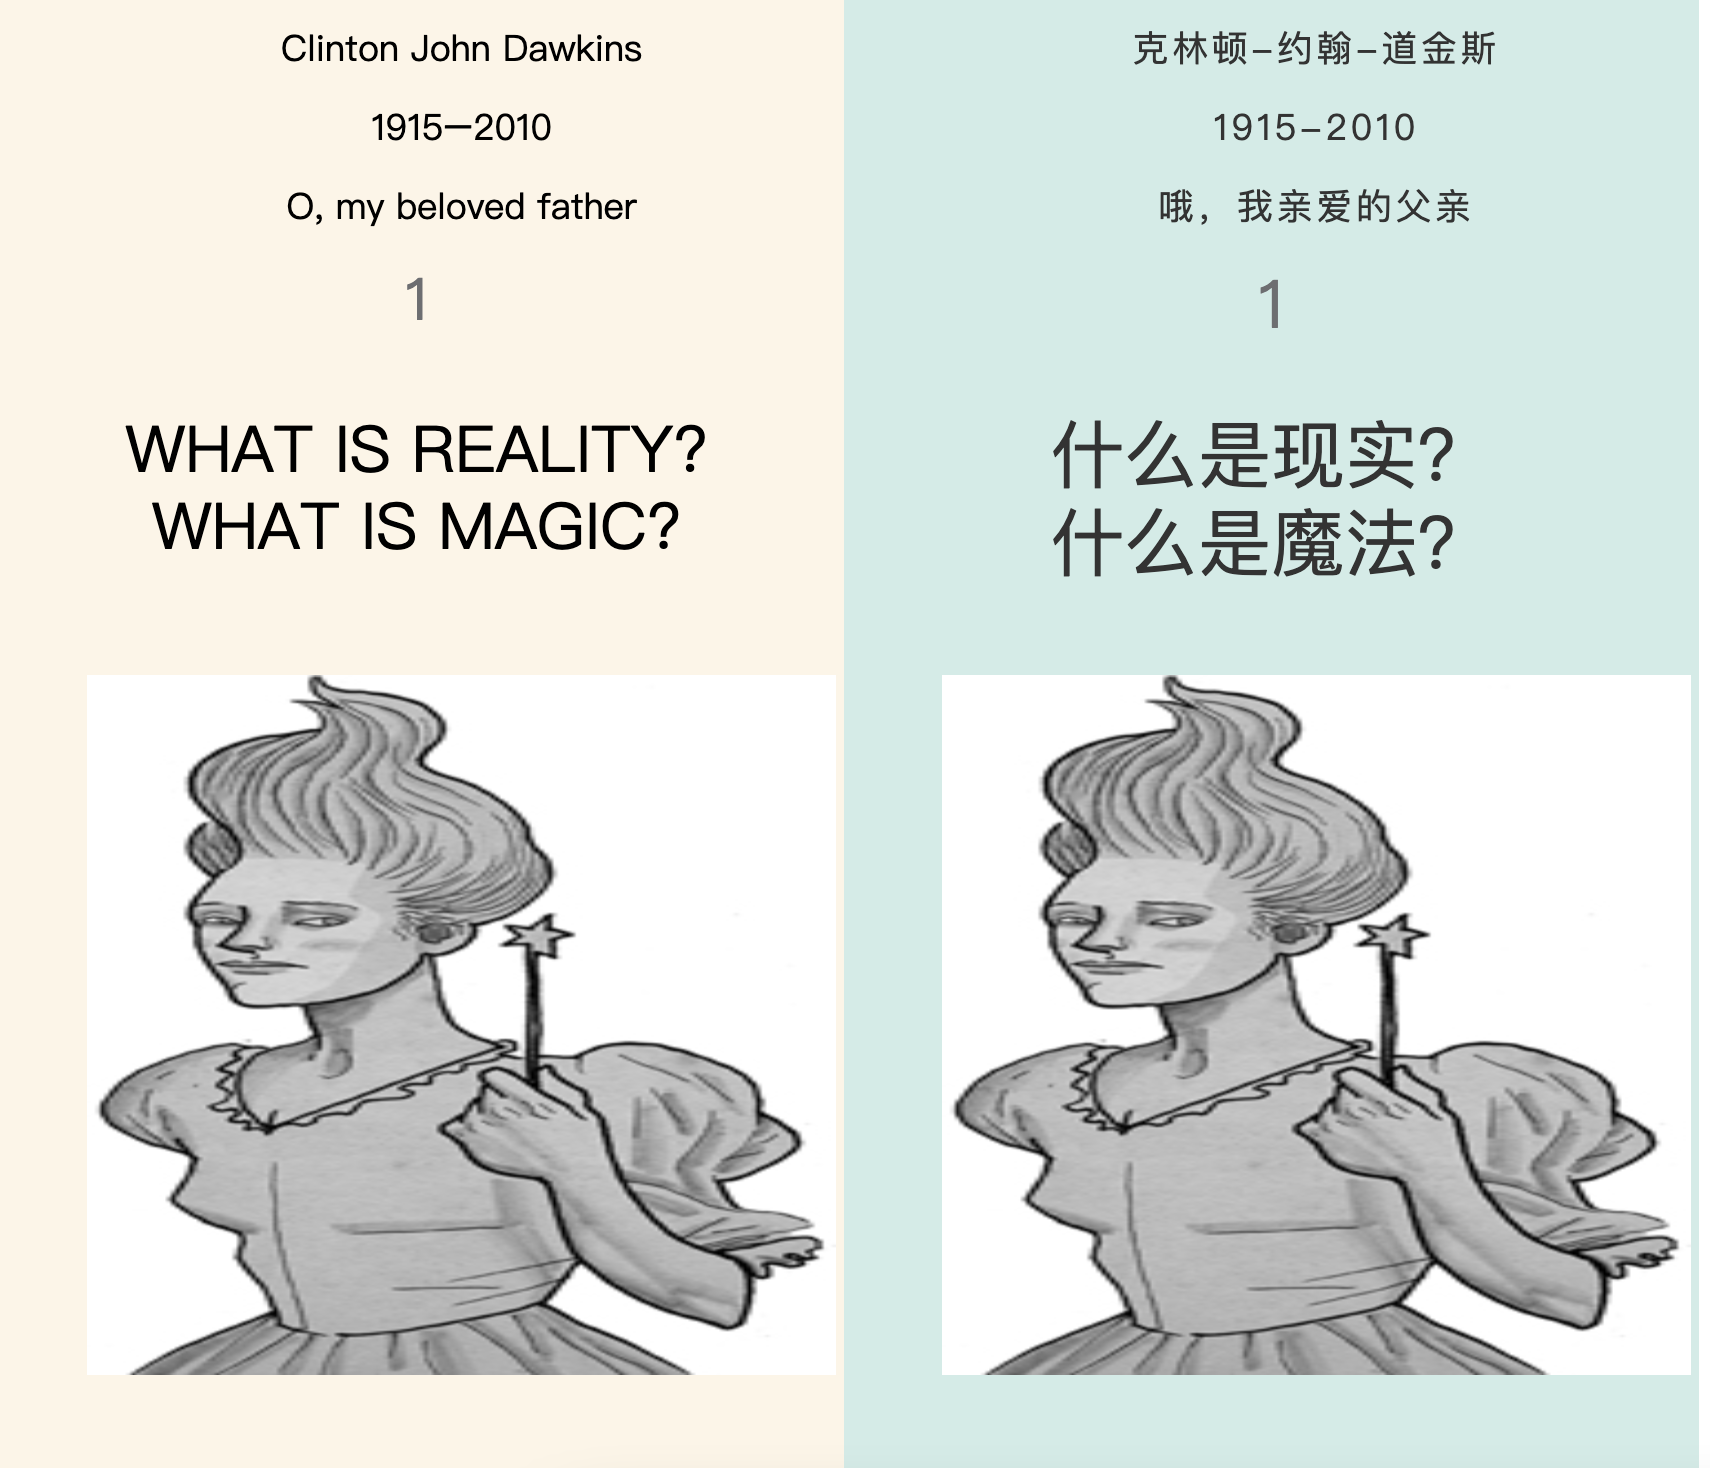 Clinton John Dawkins
1915—2010
O, my beloved father
1
WHAT IS REALITY?
WHAT IS MAGIC?
克林顿-约翰-道金斯
1915-2010
哦，我亲爱的父亲
1
什么是现实?
什么是魔法?